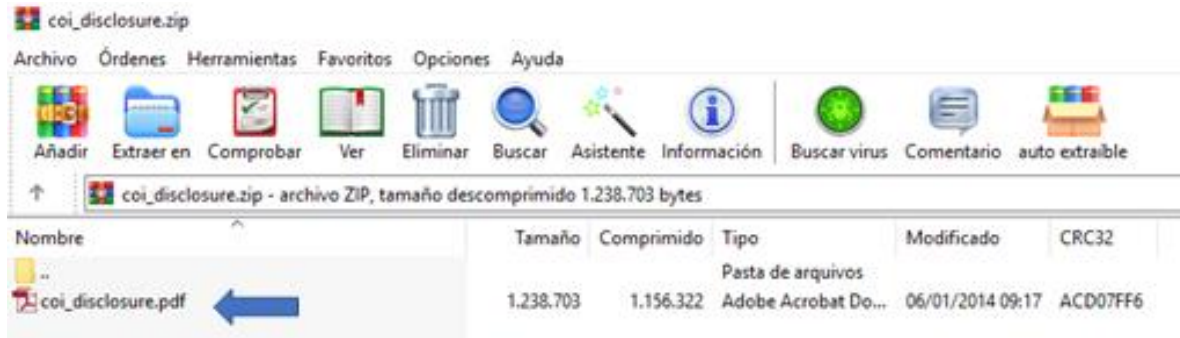 coi_disclosure.zip
Archivo Órdenes Herramientas Favoritos Opciones Ayuda
Añadir Extraer en Comprobar Ver Eliminar Buscar Asistente Información Buscar virus Comentario auto extraíble
coi_disclosure.zip - archivo ZIP, tamaño descomprimido 1.238.703 bytes
Nombre Tamaño Comprimido Tipo Modificado CRC32
.. Pasta de arquivos
coi_disclosure.pdf 1.238.703 1.156.322 Adobe Acrobat Do... 06/01/2014 09:17 ACD07FF6